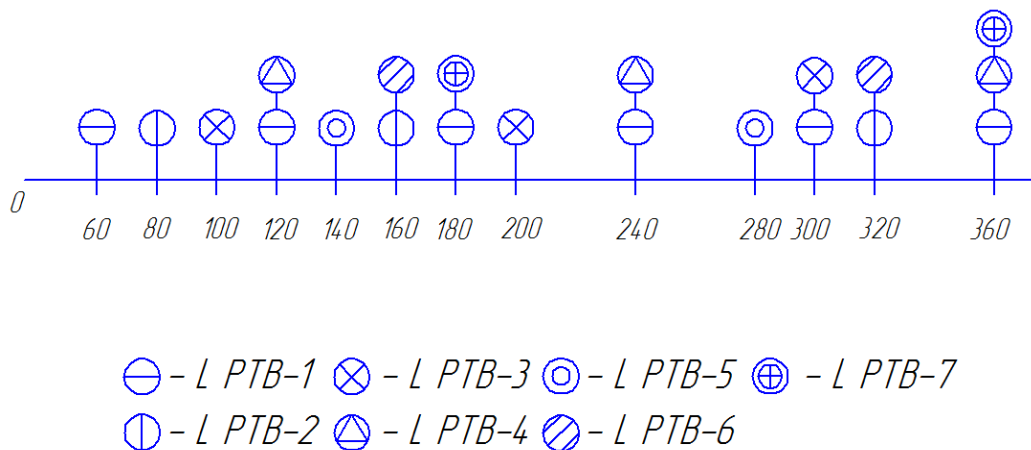 0
60 80 100 120 140 160 180 200 240 280 300 320 360
- L PTB-1 - L PTB-3 - L PTB-5 - L PTB-7
- L PTB-2 - L PTB-4 - L PTB-6